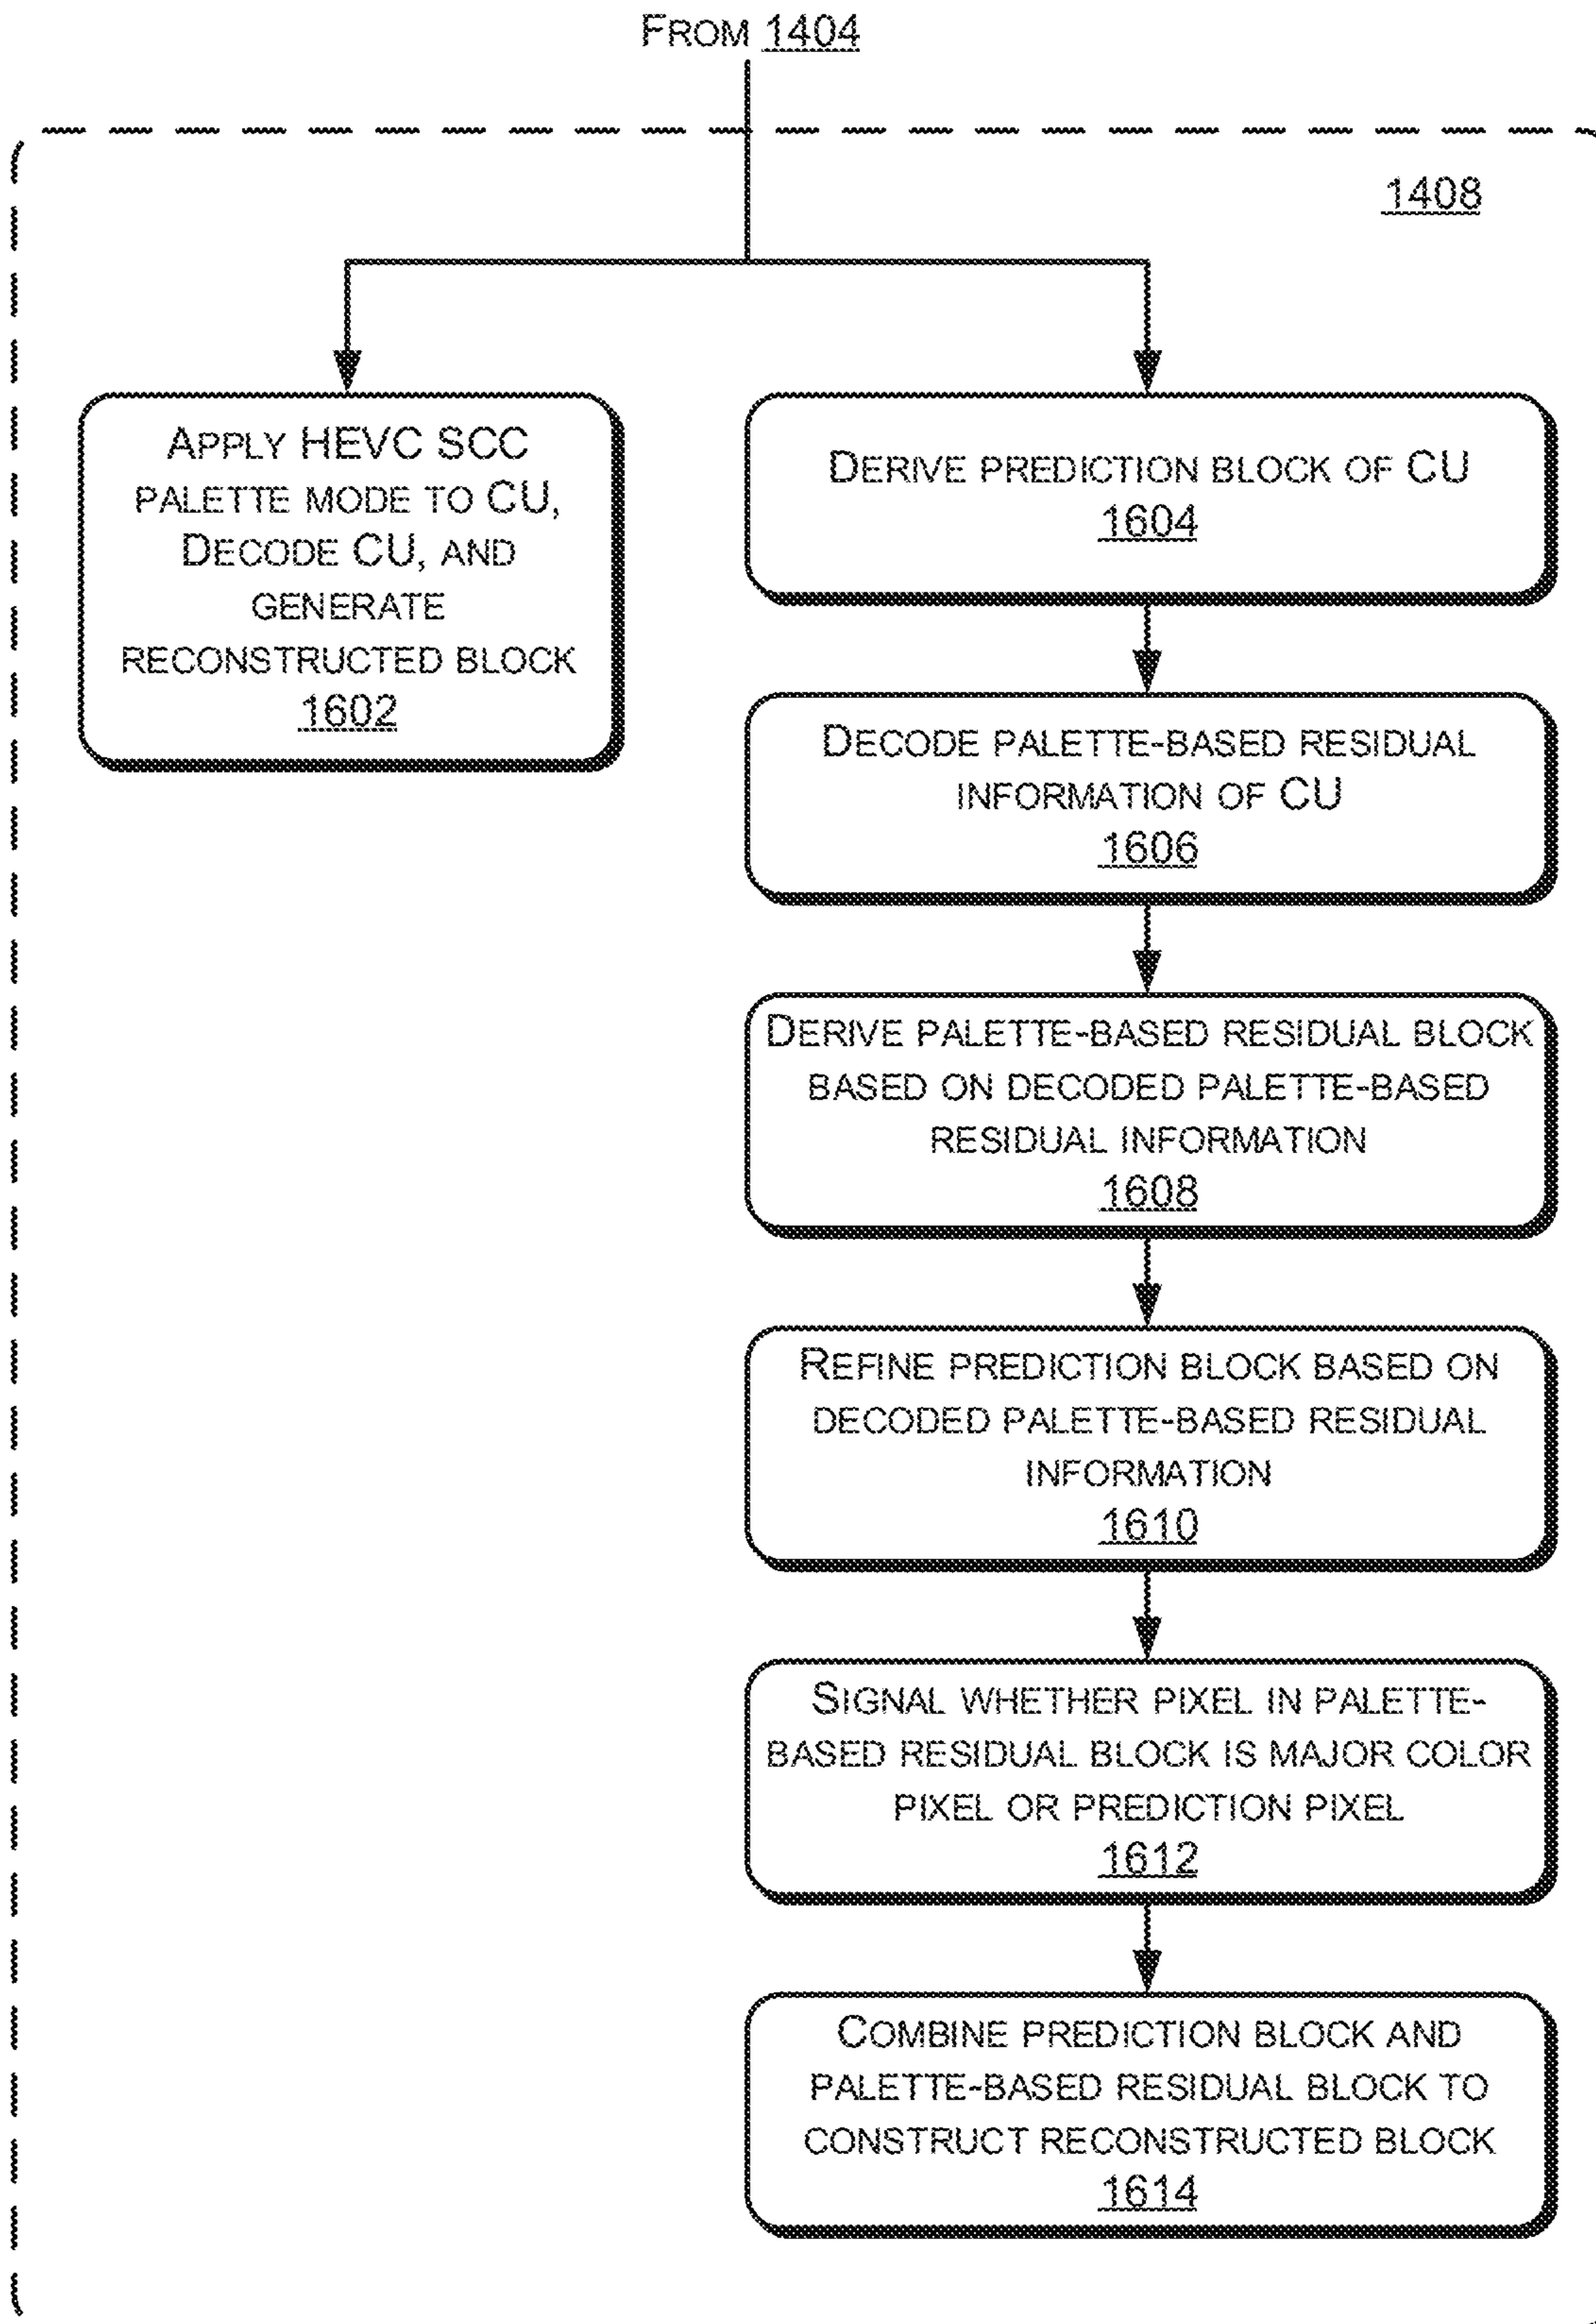 FROM 1404
1408
APPLY HEVC SCC
PALETTE MODE TO CU,
DECODE CU, AND
GENERATE
RECONSTRUCTED BLOCK
1602
DERIVE PREDICTION BLOCK OF CU
1604
DECODE PALETTE-BASED RESIDUAL
INFORMATION OF CU
1606
DERIVE PALETTE-BASED RESIDUAL BLOCK
BASED ON DECODED PALETTE-BASED
RESIDUAL INFORMATION
1608
REFINE PREDICTION BLOCK BASED ON
DECODED PALETTE-BASED RESIDUAL
INFORMATION
1610
SIGNAL WHETHER PIXEL IN PALETTE-
BASED RESIDUAL BLOCK IS MAJOR COLOR
PIXEL OR PREDICTION PIXEL
1612
COMBINE PREDICTION BLOCK AND
PALETTE-BASED RESIDUAL BLOCK TO
CONSTRUCT RECONSTRUCTED BLOCK
1614